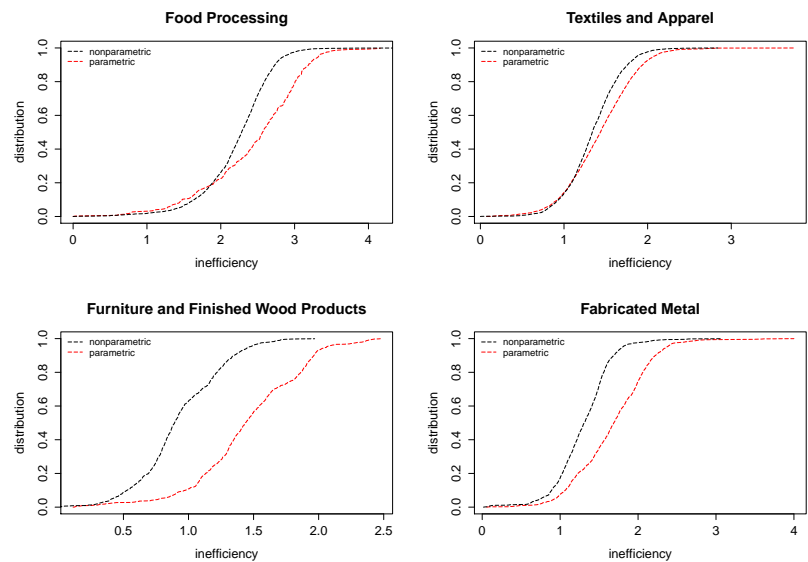 Food Processing
nonparametric
parametric
distribution
0.0 0.2 0.4 0.6 0.8 1.0
0 1 2 3 4
inefficiency
Textiles and Apparel
nonparametric
parametric
distribution
0.0 0.2 0.4 0.6 0.8 1.0
0 1 2 3
inefficiency
Furniture and Finished Wood Products
nonparametric
parametric
distribution
0.0 0.2 0.4 0.6 0.8 1.0
0.5 1.0 1.5 2.0 2.5
inefficiency
Fabricated Metal
nonparametric
parametric
distribution
0.0 0.2 0.4 0.6 0.8 1.0
0 1 2 3 4
inefficiency